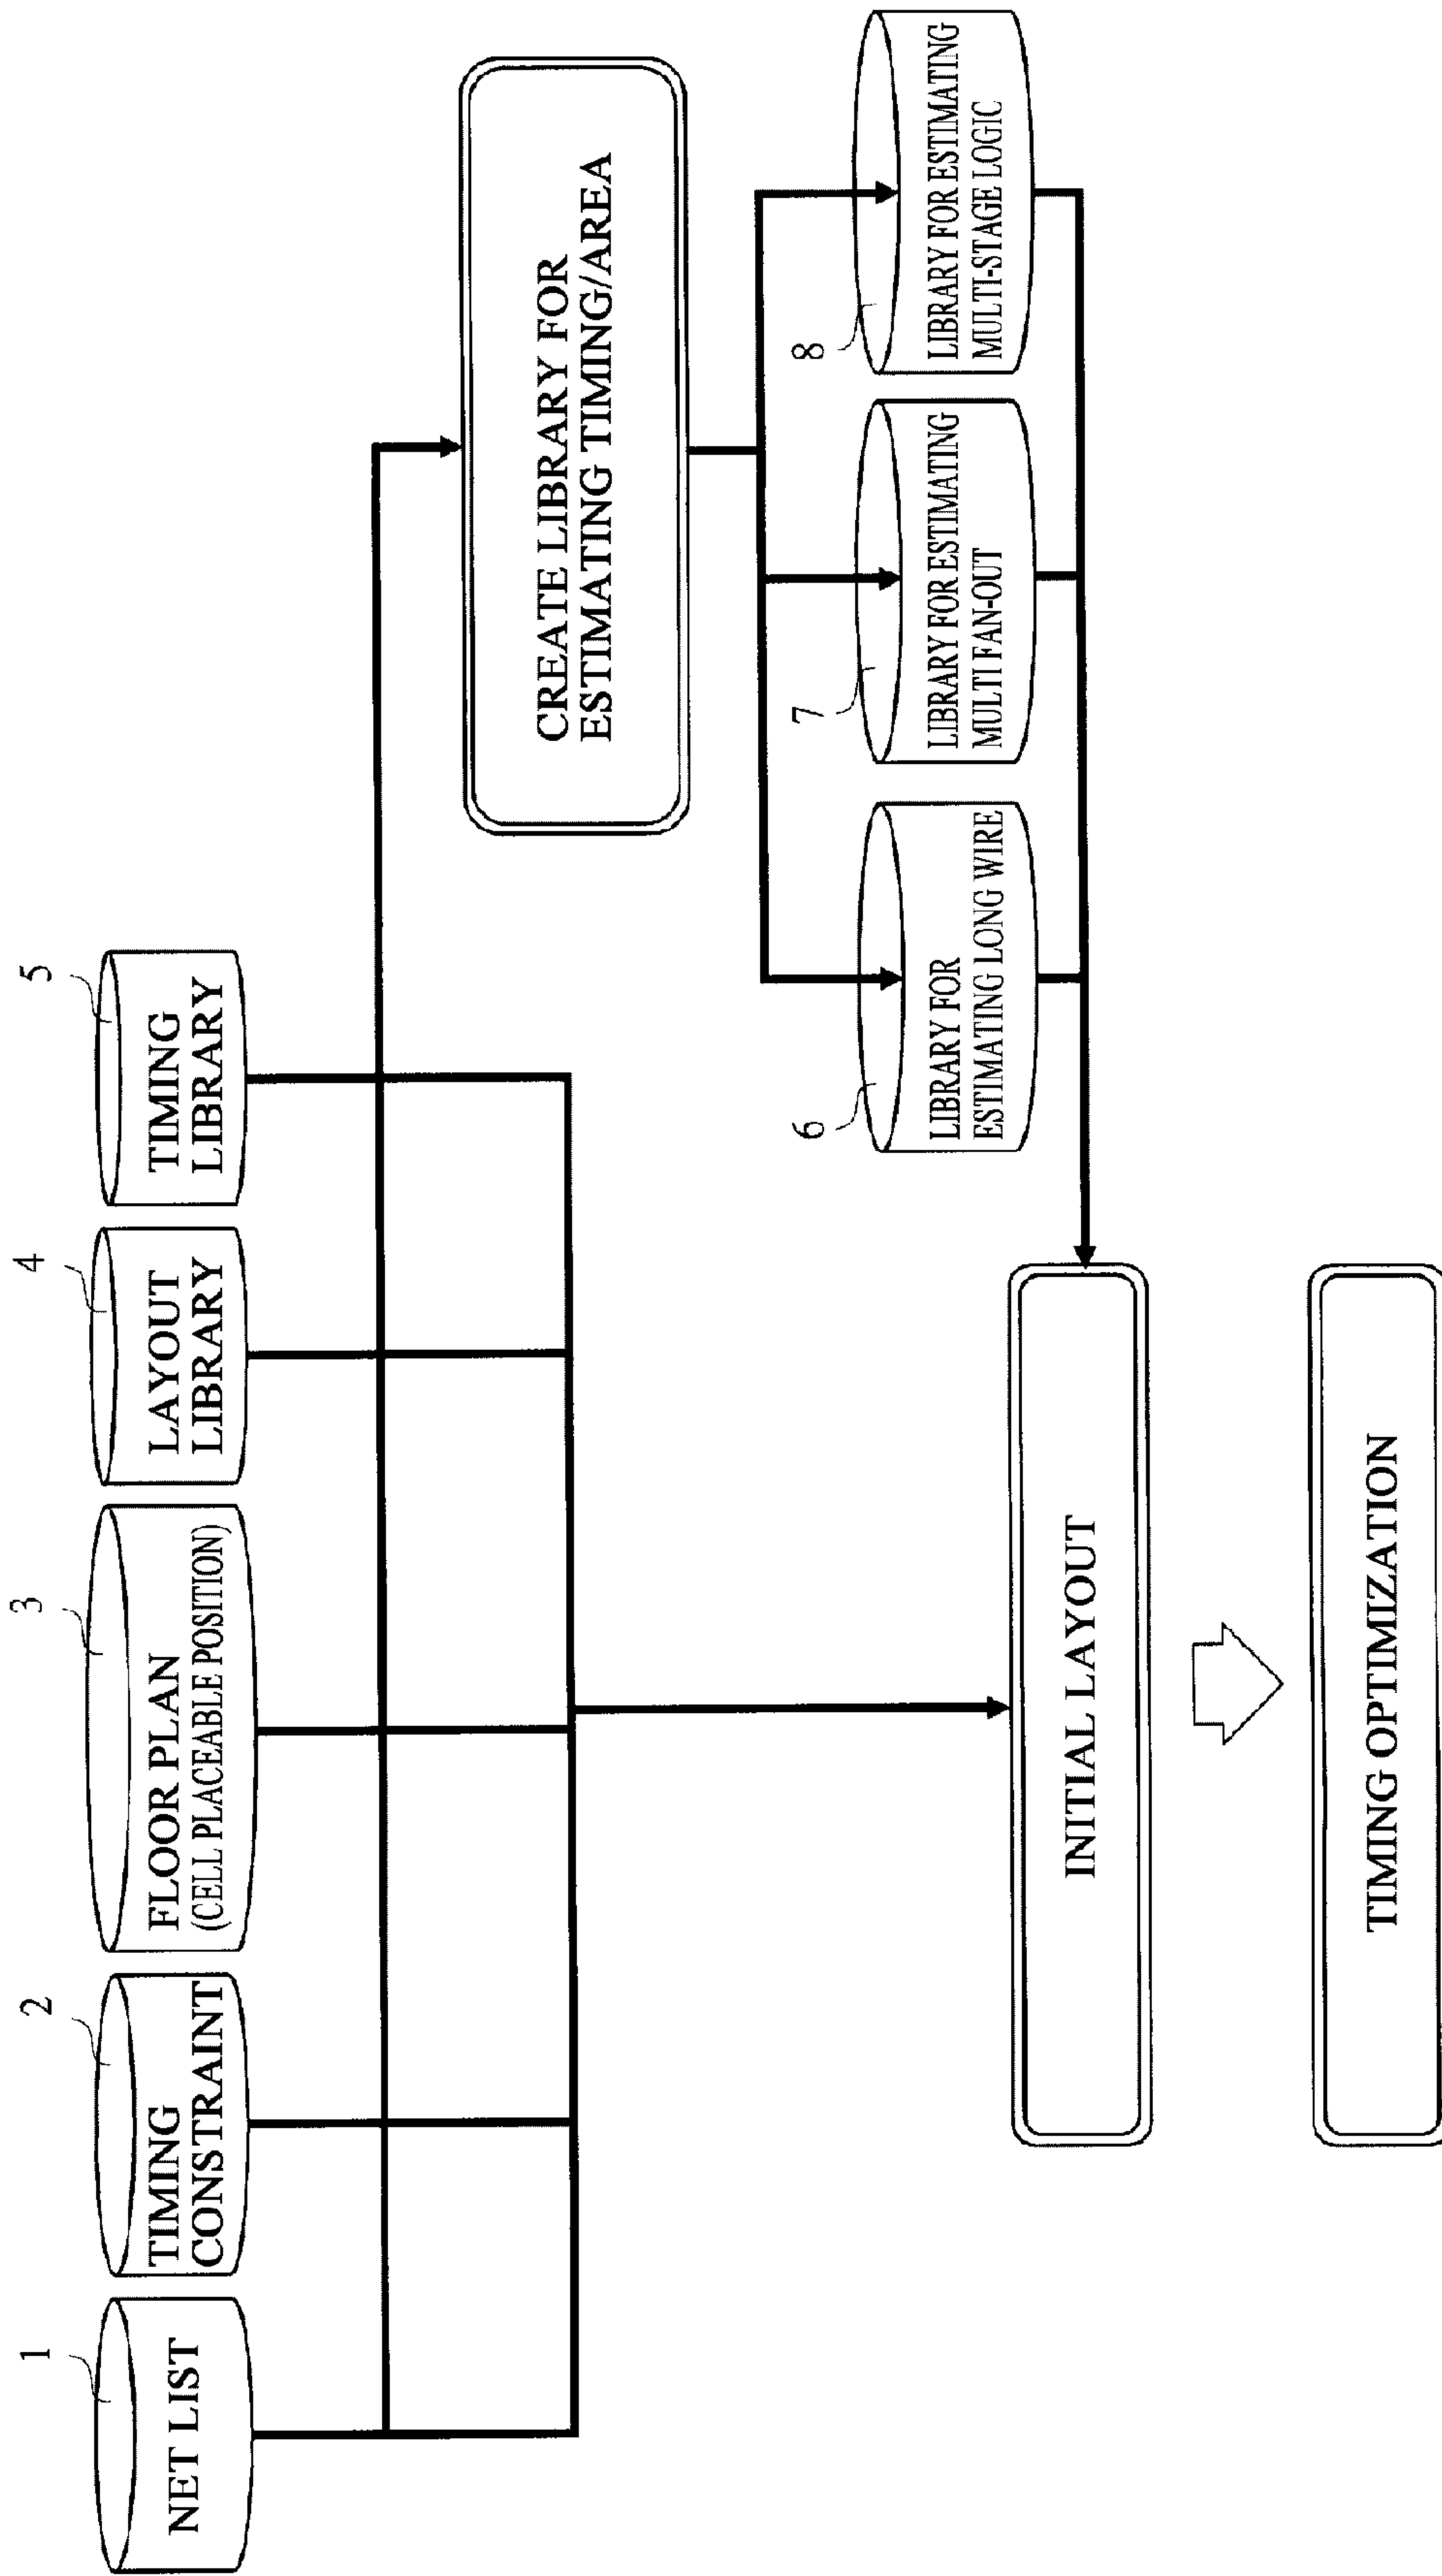 1
NET LIST
2
TIMING
CONSTRAINT
3
FLOOR PLAN
(CELL PLACEABLE POSITION)
4
LAYOUT
LIBRARY
5
TIMING
LIBRARY
CREATE LIBRARY FOR
ESTIMATING TIMING/AREA
6
LIBRARY FOR
ESTIMATING LONG WIRE
7
LIBRARY FOR ESTIMATING
MULTI FAN-OUT
8
LIBRARY FOR ESTIMATING
MULTI-STAGE LOGIC
INITIAL LAYOUT
TIMING OPTIMIZATION